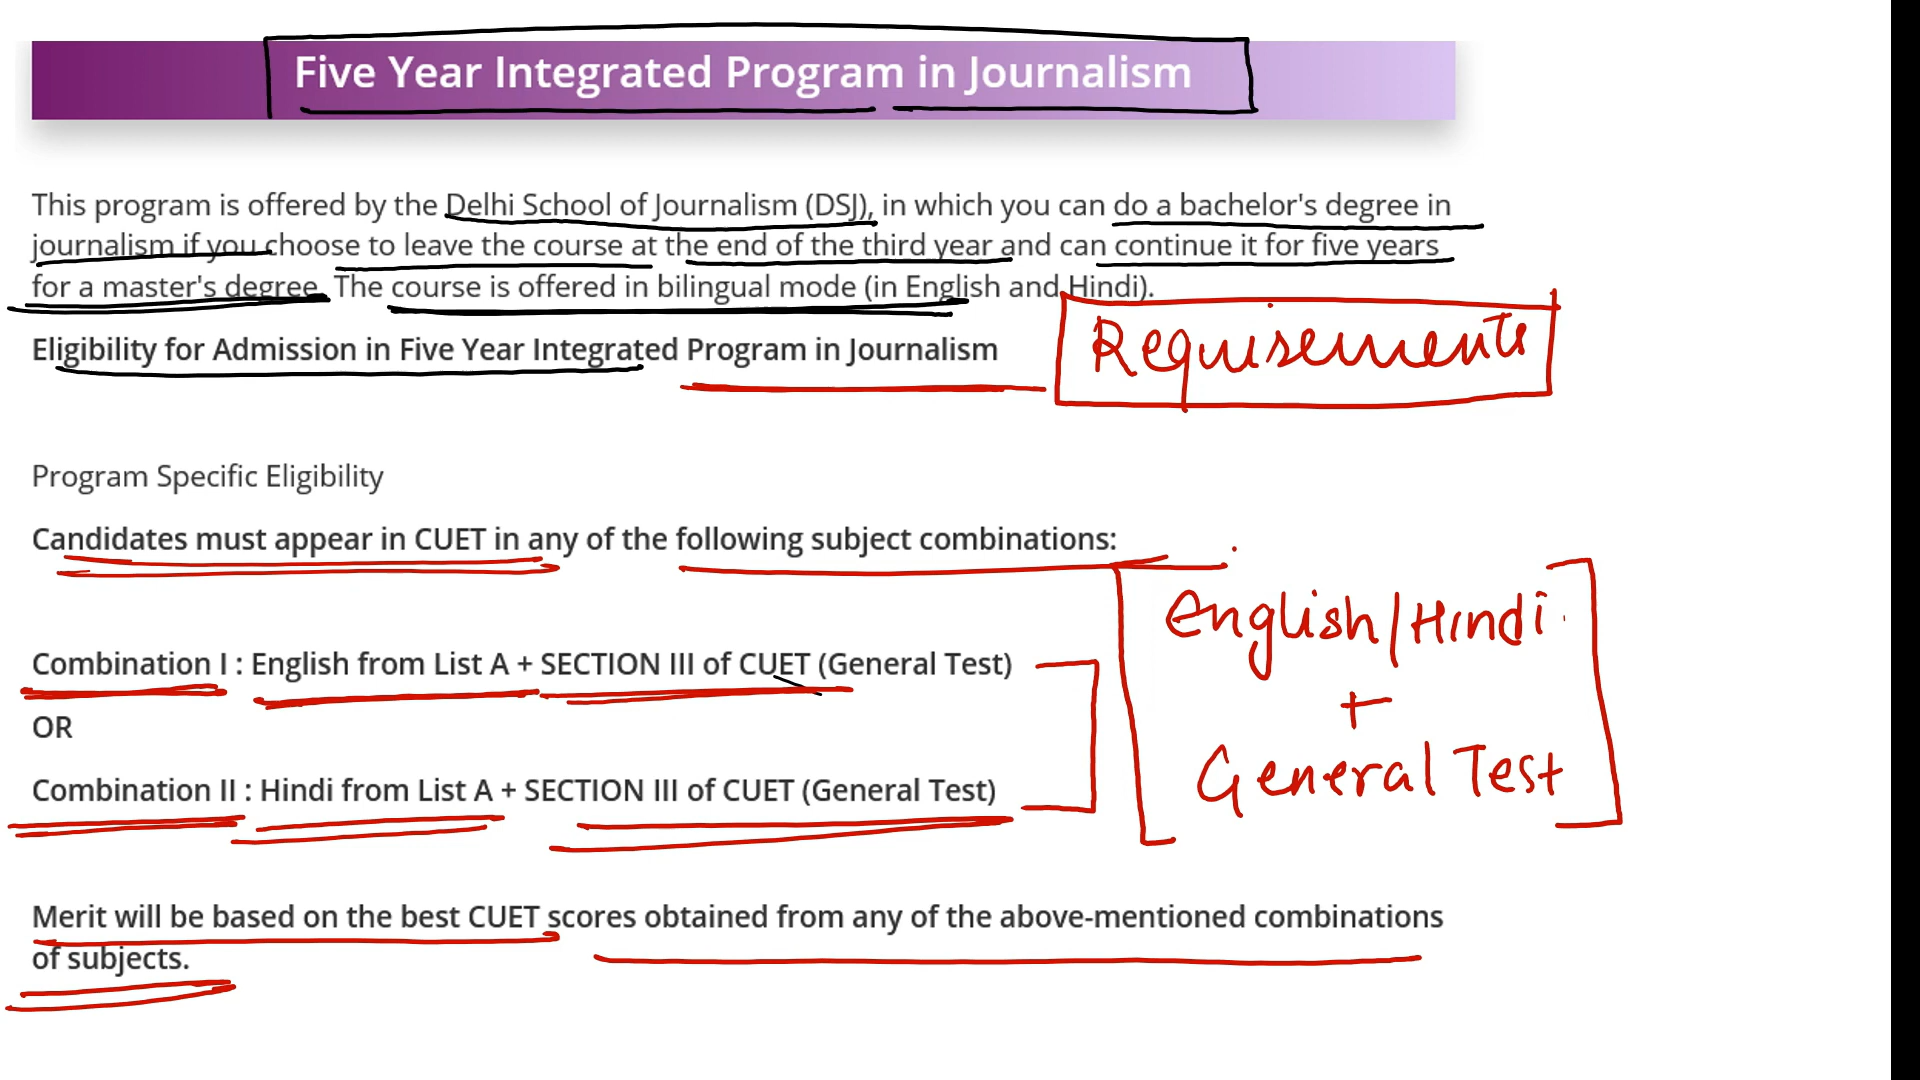 Five Year Integrated Program in Journalism
This program is offered by the Delhi School of Journalism (DSJ), in which you can do a bachelor's degree in
journalism if you choose to leave the course at the end of the third year and can continue it for five years
for a master's degree. The course is offered in bilingual mode (in English and Hindi).
Eligibility for Admission in Five Year Integrated Program in Journalism
Requirements
Program Specific Eligibility
Candidates must appear in CUET in any of the following subject combinations:
English/Hindi
Combination I : English from List A + SECTION III of CUET (General Test)
+
OR
General Test
Combination II : Hindi from List A + SECTION III of CUET (General Test)
Merit will be based on the best CUET scores obtained from any of the above-mentioned combinations
of subjects.